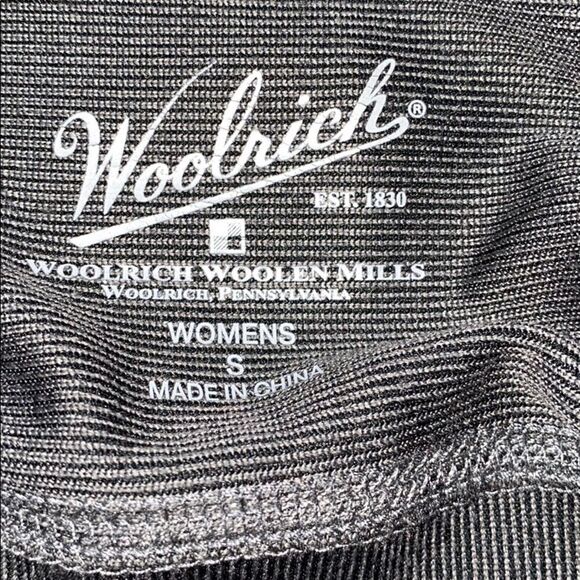 Woolrich®
EST. 1830
WOOLRICH WOOLEN MILLS
WOOLRICH, PENNSYLVANIA
WOMENS
S
MADE IN CHINA